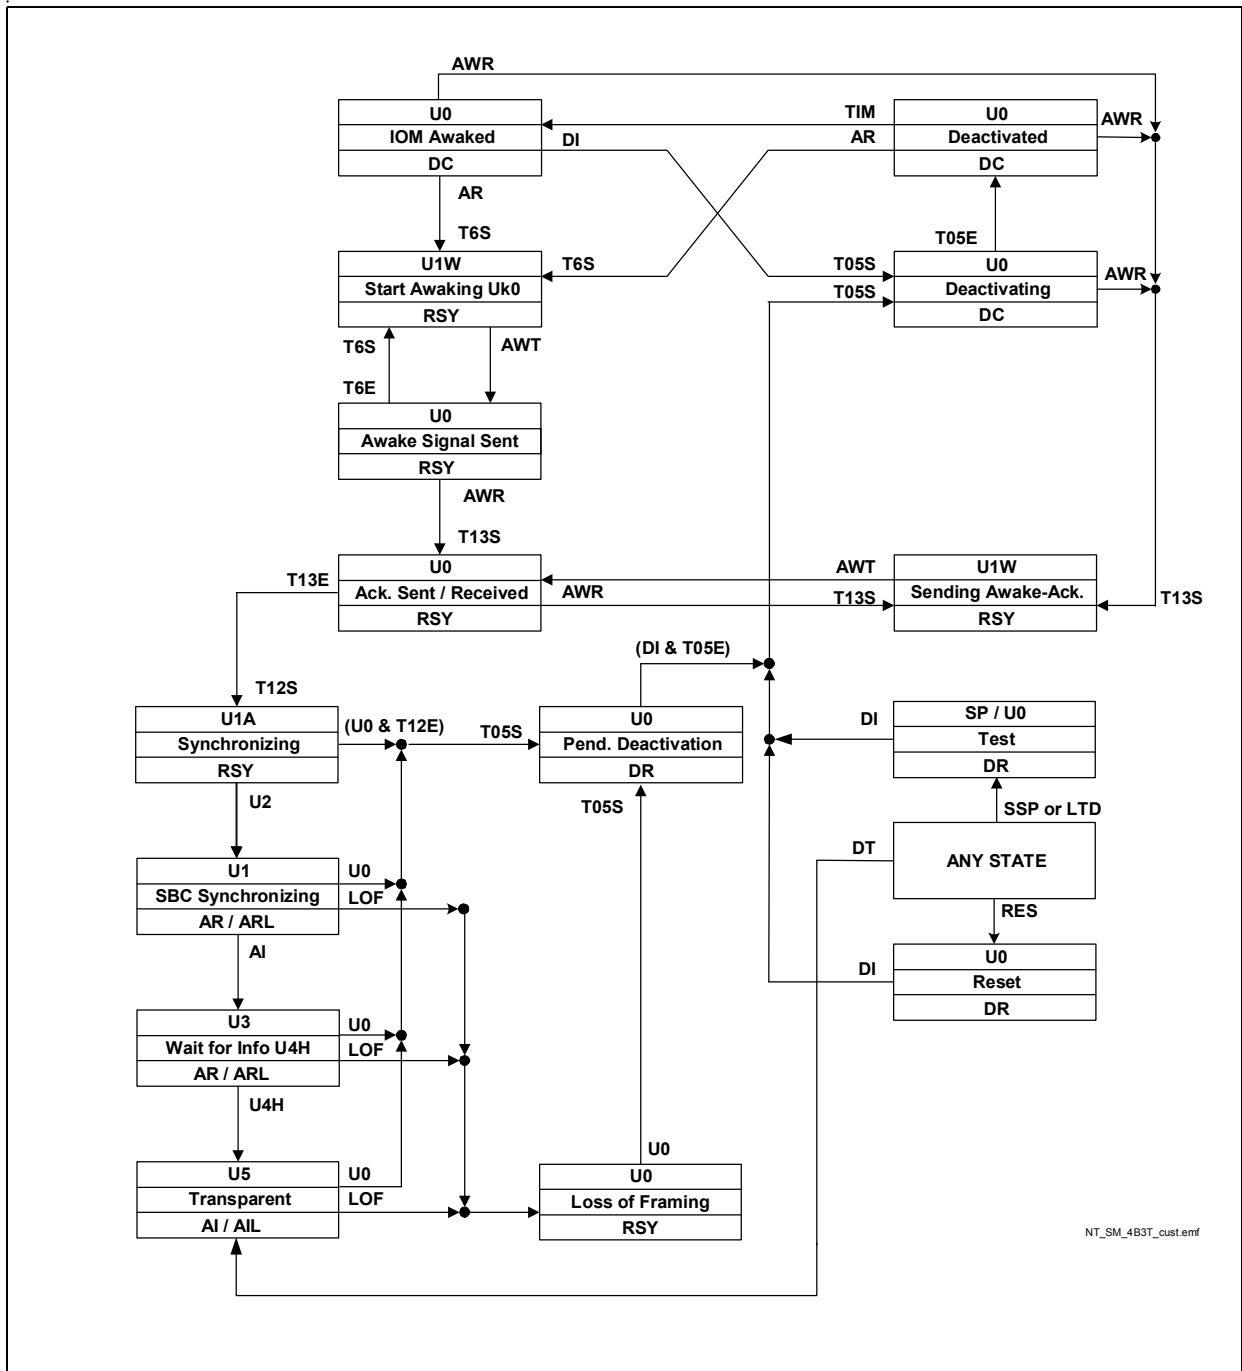 AWR
U0
IOM Awaked
DC
TIM
DI
AR
U0
Deactivated
DC
AWR
AR
T6S
T05E
U1W
Start Awaking Uk0
RSY
T6S
T05S
T05S
U0
Deactivating
DC
AWR
T6S
AWT
T6E
U0
Awake Signal Sent
RSY
AWR
T13S
T13E
U0
Ack. Sent / Received
RSY
AWT
AWR
T13S
U1W
Sending Awake-Ack.
RSY
T13S
(DI & T05E)
T12S
U1A
Synchronizing
RSY
(U0 & T12E)
T05S
U0
Pend. Deactivation
DR
DI
SP / U0
Test
DR
U2
T05S
SSP or LTD
U1
SBC Synchronizing
AR / ARL
U0
LOF
DT
ANY STATE
RES
AI
DI
U0
Reset
DR
U3
Wait for Info U4H
AR / ARL
U0
LOF
U4H
U0
U5
Transparent
AI / AIL
U0
LOF
U0
Loss of Framing
RSY
NT_SM_4B3T_cust.emf